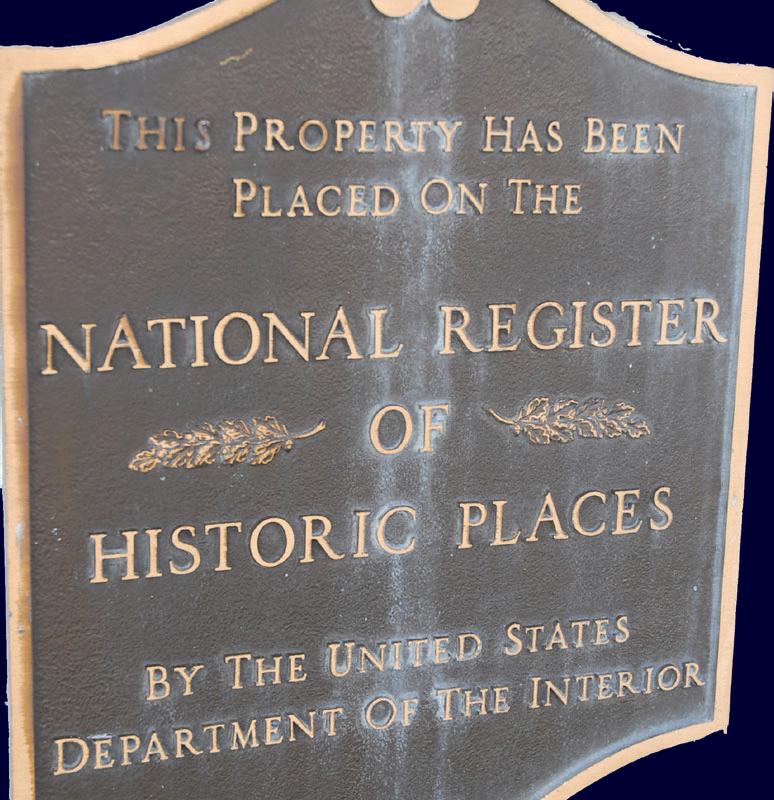 This Property Has Been
Placed On The
NATIONAL REGISTER
OF
HISTORIC PLACES
By The United States
Department Of The Interior